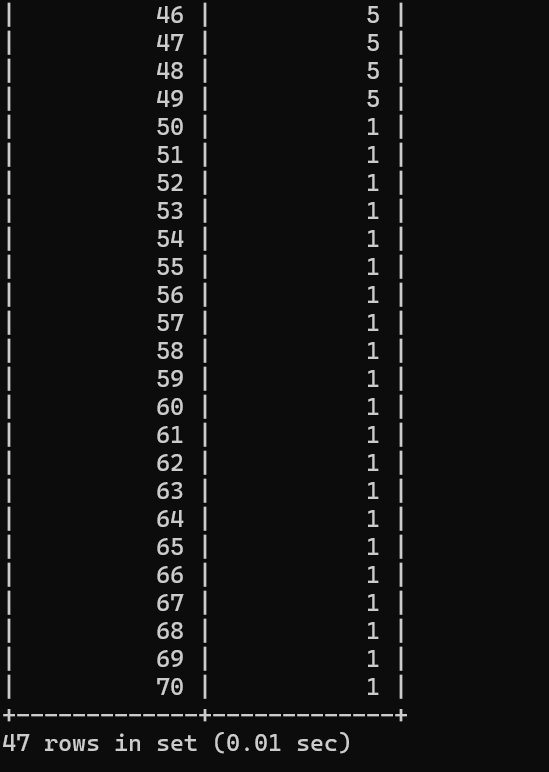 |           46 |           5 |
|           47 |           5 |
|           48 |           5 |
|           49 |           5 |
|           50 |           1 |
|           51 |           1 |
|           52 |           1 |
|           53 |           1 |
|           54 |           1 |
|           55 |           1 |
|           56 |           1 |
|           57 |           1 |
|           58 |           1 |
|           59 |           1 |
|           60 |           1 |
|           61 |           1 |
|           62 |           1 |
|           63 |           1 |
|           64 |           1 |
|           65 |           1 |
|           66 |           1 |
|           67 |           1 |
|           68 |           1 |
|           69 |           1 |
|           70 |           1 |
+-------------+-------------+
47 rows in set (0.01 sec)